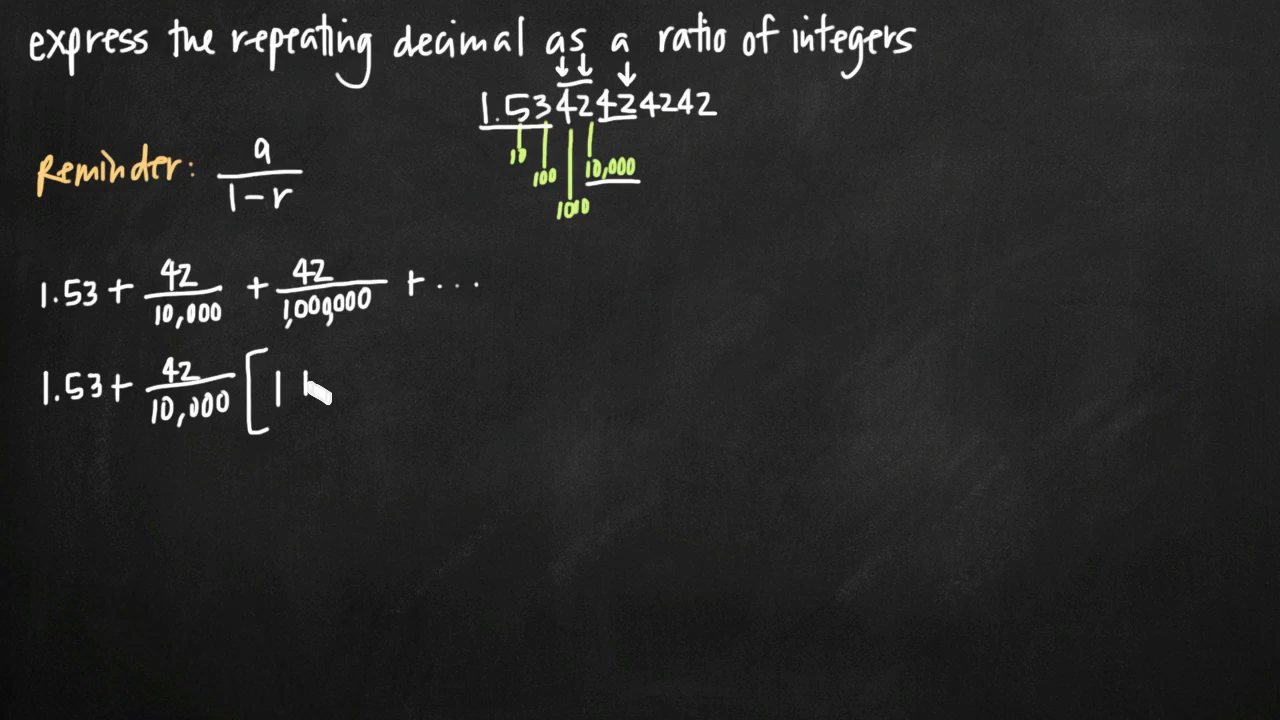 express the repeating decimal as a ratio of integers
↓↓ ↓
1.5342424242
10
100
1000
10,000
Reminder: a
1-r
1.53 + 42/10,000 + 42/1,000,000 + ...
1.53 + 42/10,000 [ 1